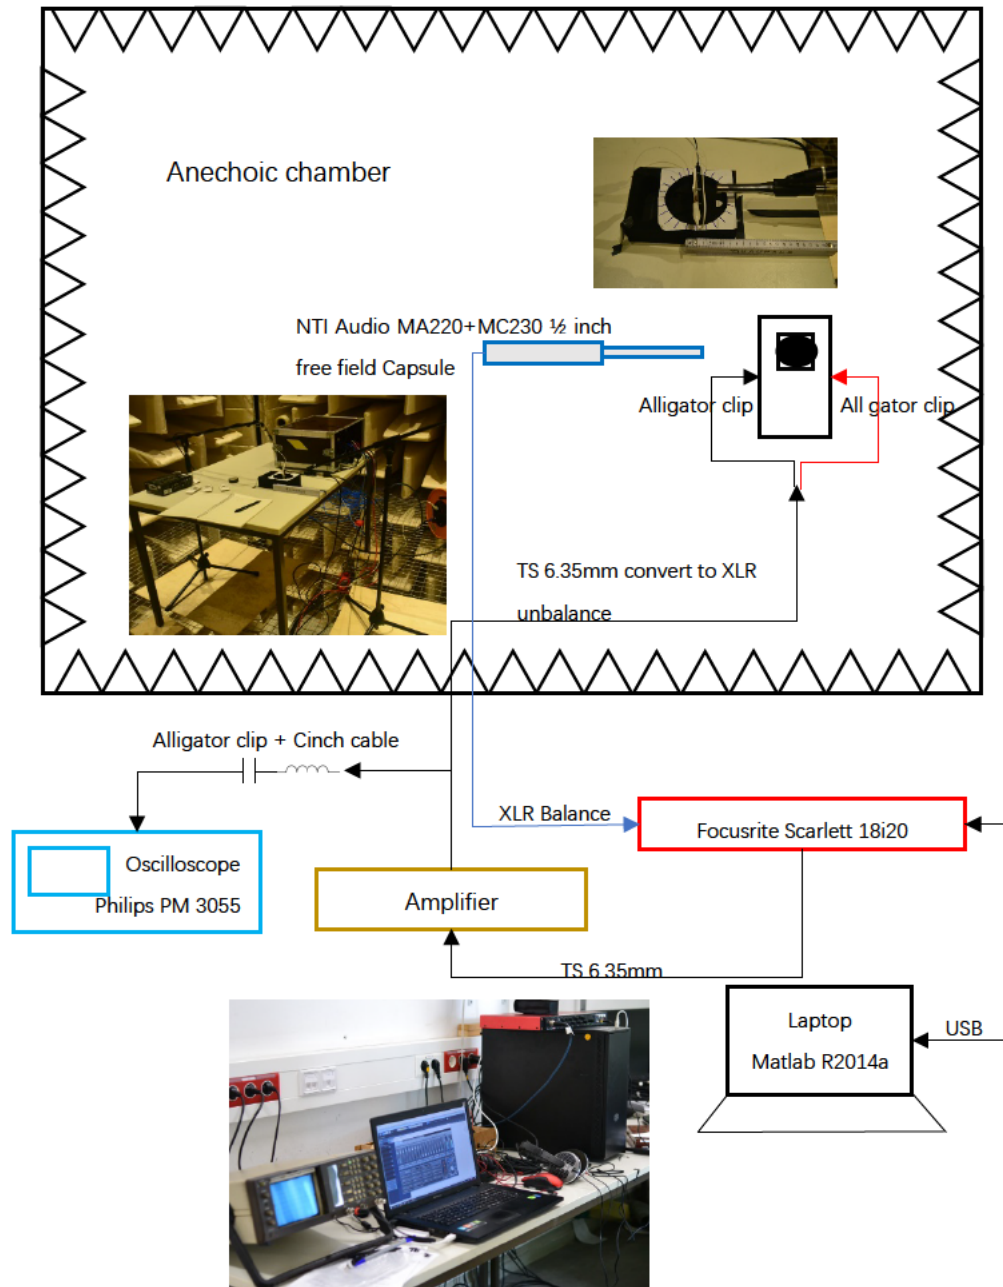 Anechoic chamber
NTI Audio MA220+MC230 ½ inch
free field Capsule
Alligator clip
All gator clip
TS 6.35mm convert to XLR
unbalance
Alligator clip + Cinch cable
XLR Balance
Focusrite Scarlett 18i20
Oscilloscope
Philips PM 3055
Amplifier
TS 6.35mm
Laptop
Matlab R2014a
USB